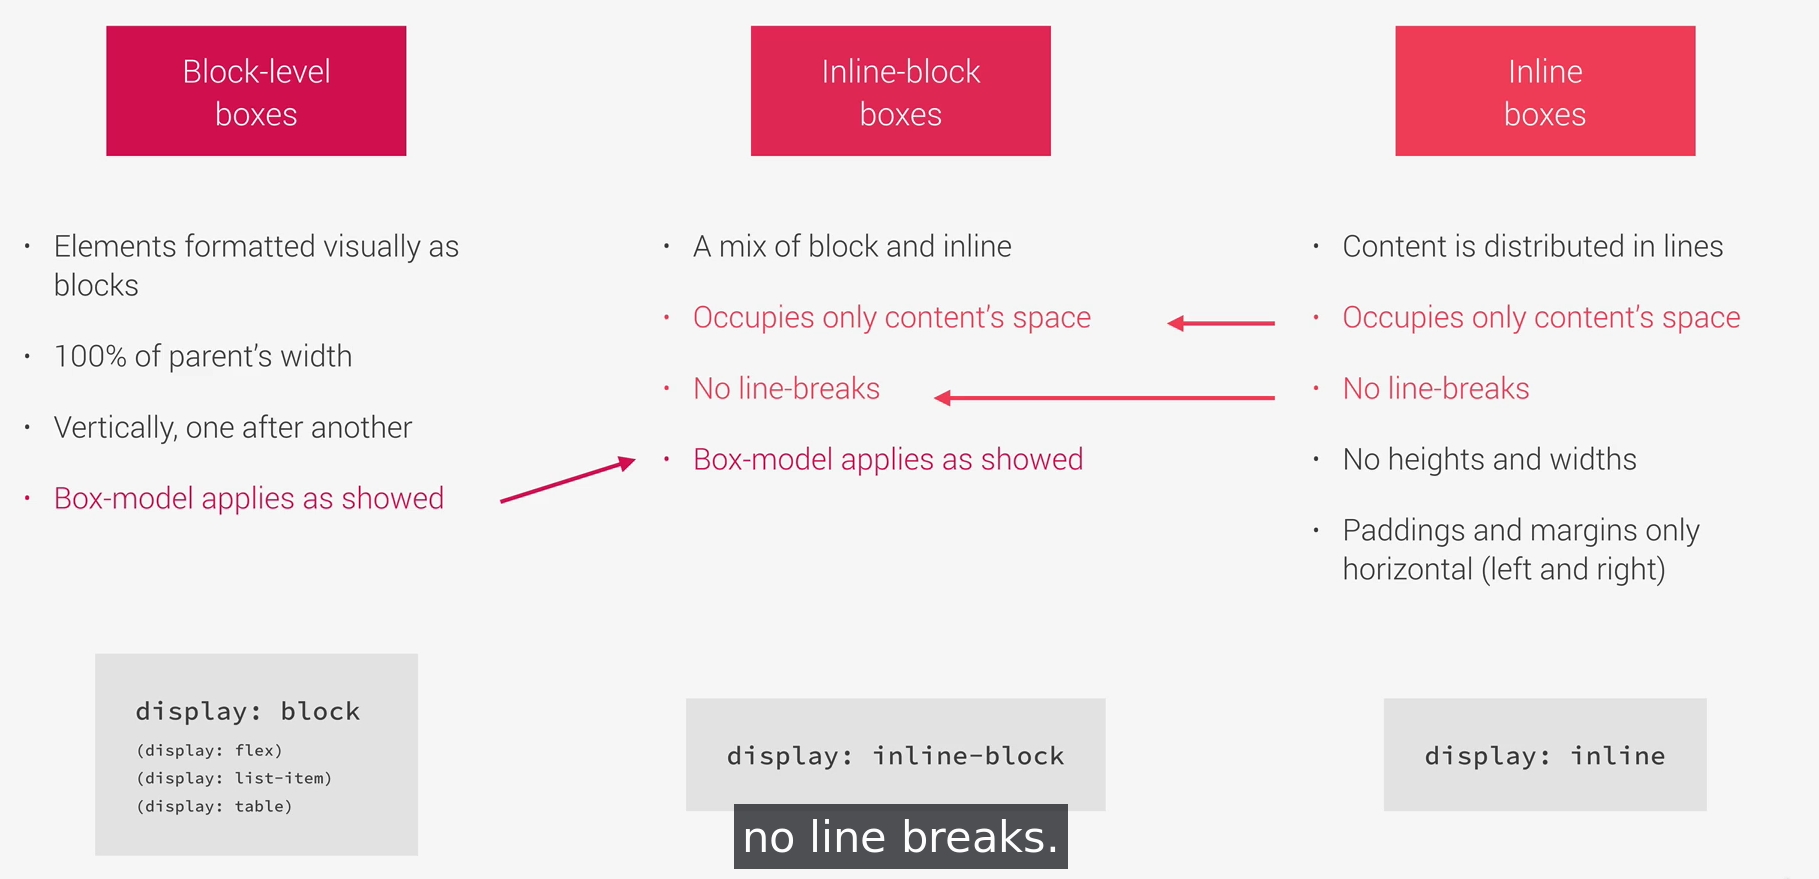 Block-level
boxes
Elements formatted visually as
blocks
100% of parent's width
Vertically, one after another
Box-model applies as showed
display: block
(display: flex)
(display: list-item)
(display: table)
Inline-block
boxes
A mix of block and inline
Occupies only content's space
No line-breaks
Box-model applies as showed
display: inline-block
Inline
boxes
Content is distributed in lines
Occupies only content's space
No line-breaks
No heights and widths
Paddings and margins only
horizontal (left and right)
display: inline
no line breaks.